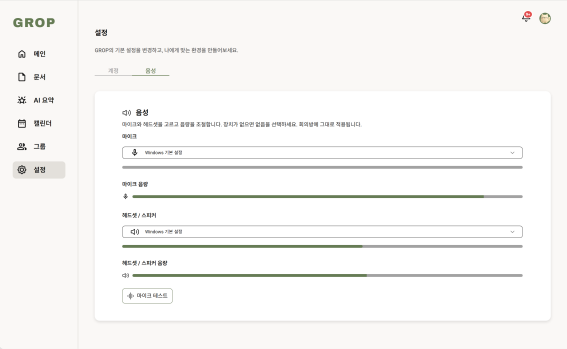 GROP
메인
문서
AI 요약
캘린더
그룹
설정
설정
GROP의 기본 설정을 변경하고, 나에게 맞는 환경을 만들어보세요.
계정
음성
음성
마이크와 헤드셋을 고르고 음량을 조절합니다. 장치가 없으면 없음을 선택하세요. 회의방에 그대로 적용됩니다.
마이크
Windows 기본 설정
마이크 음량
헤드셋 / 스피커
Windows 기본 설정
헤드셋 / 스피커 음량
마이크 테스트